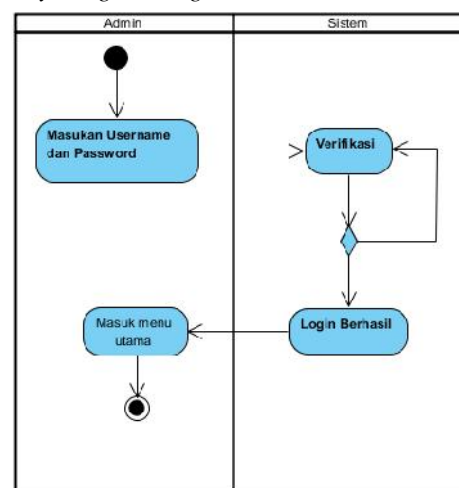 Admin
Sistem
Masukan Username
dan Password
Verifikasi
Masuk menu
utama
Login Berhasil